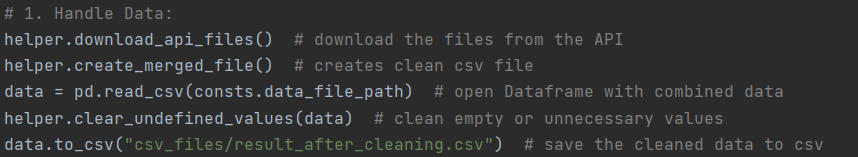 # 1. Handle Data:
helper.download_api_files()  # download the files from the API
helper.create_merged_file()  # creates clean csv file
data = pd.read_csv(consts.data_file_path)  # open Dataframe with combined data
helper.clear_undefined_values(data)  # clean empty or unnecessary values
data.to_csv("csv_files/result_after_cleaning.csv")  # save the cleaned data to csv